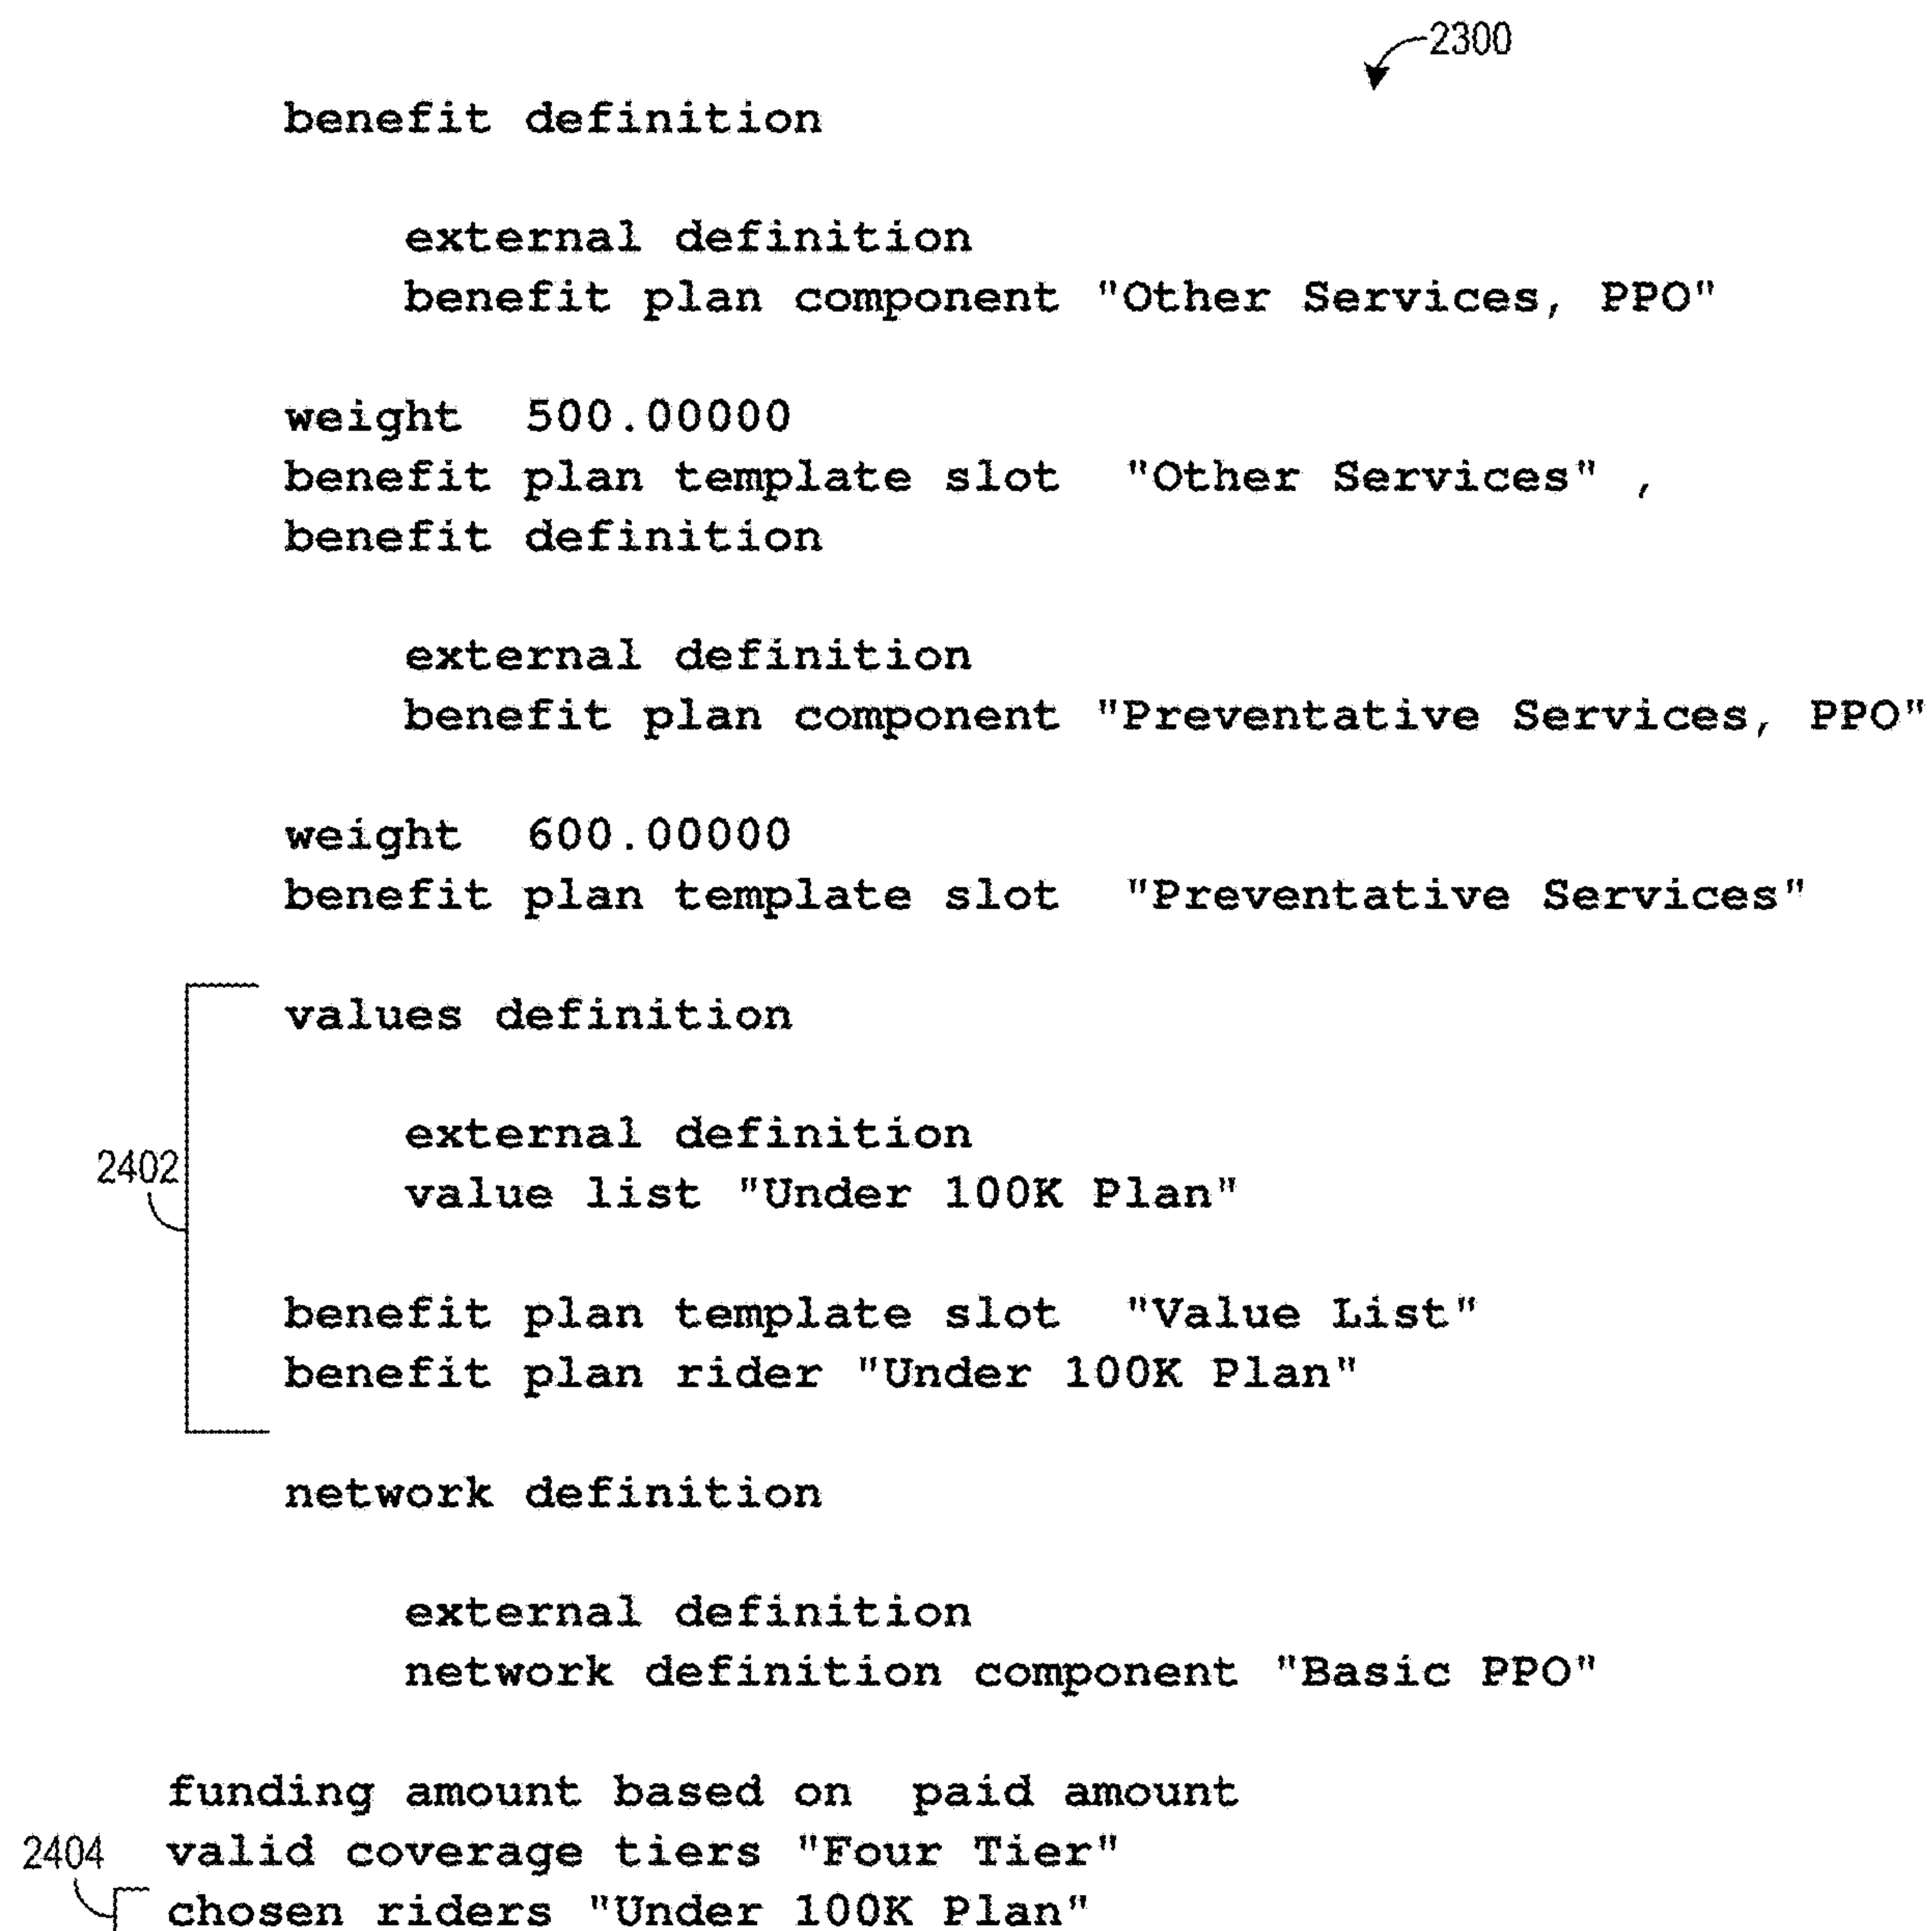 2300
benefit definition
external definition
benefit plan component "Other Services, PPO"
weight 500.00000
benefit plan template slot "Other Services" ,
benefit definition
external definition
benefit plan component "Preventative Services, PPO"
weight 600.00000
benefit plan template slot "Preventative Services"
values definition
external definition
2402
value list "Under 100K Plan"
benefit plan template slot "Value List"
benefit plan rider "Under 100K Plan"
network definition
external definition
network definition component "Basic PPO"
funding amount based on paid amount
2404 valid coverage tiers "Four Tier"
chosen riders "Under 100K Plan"